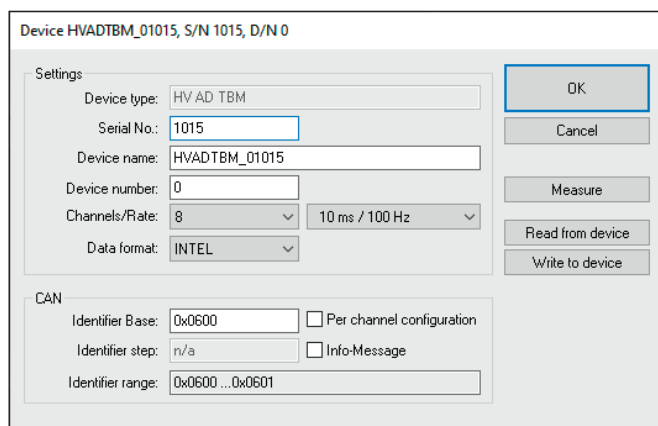 Device HVADTBM_01015, S/N 1015, D/N 0
Settings
Device type: HV AD TBM
Serial No.: 1015
Device name: HVADTBM_01015
Device number: 0
Channels/Rate: 8 10 ms / 100 Hz
Data format: INTEL
OK
Cancel
Measure
Read from device
Write to device
CAN
Identifier Base: 0x0600 Per channel configuration
Identifier step: n/a Info-Message
Identifier range: 0x0600 ...0x0601